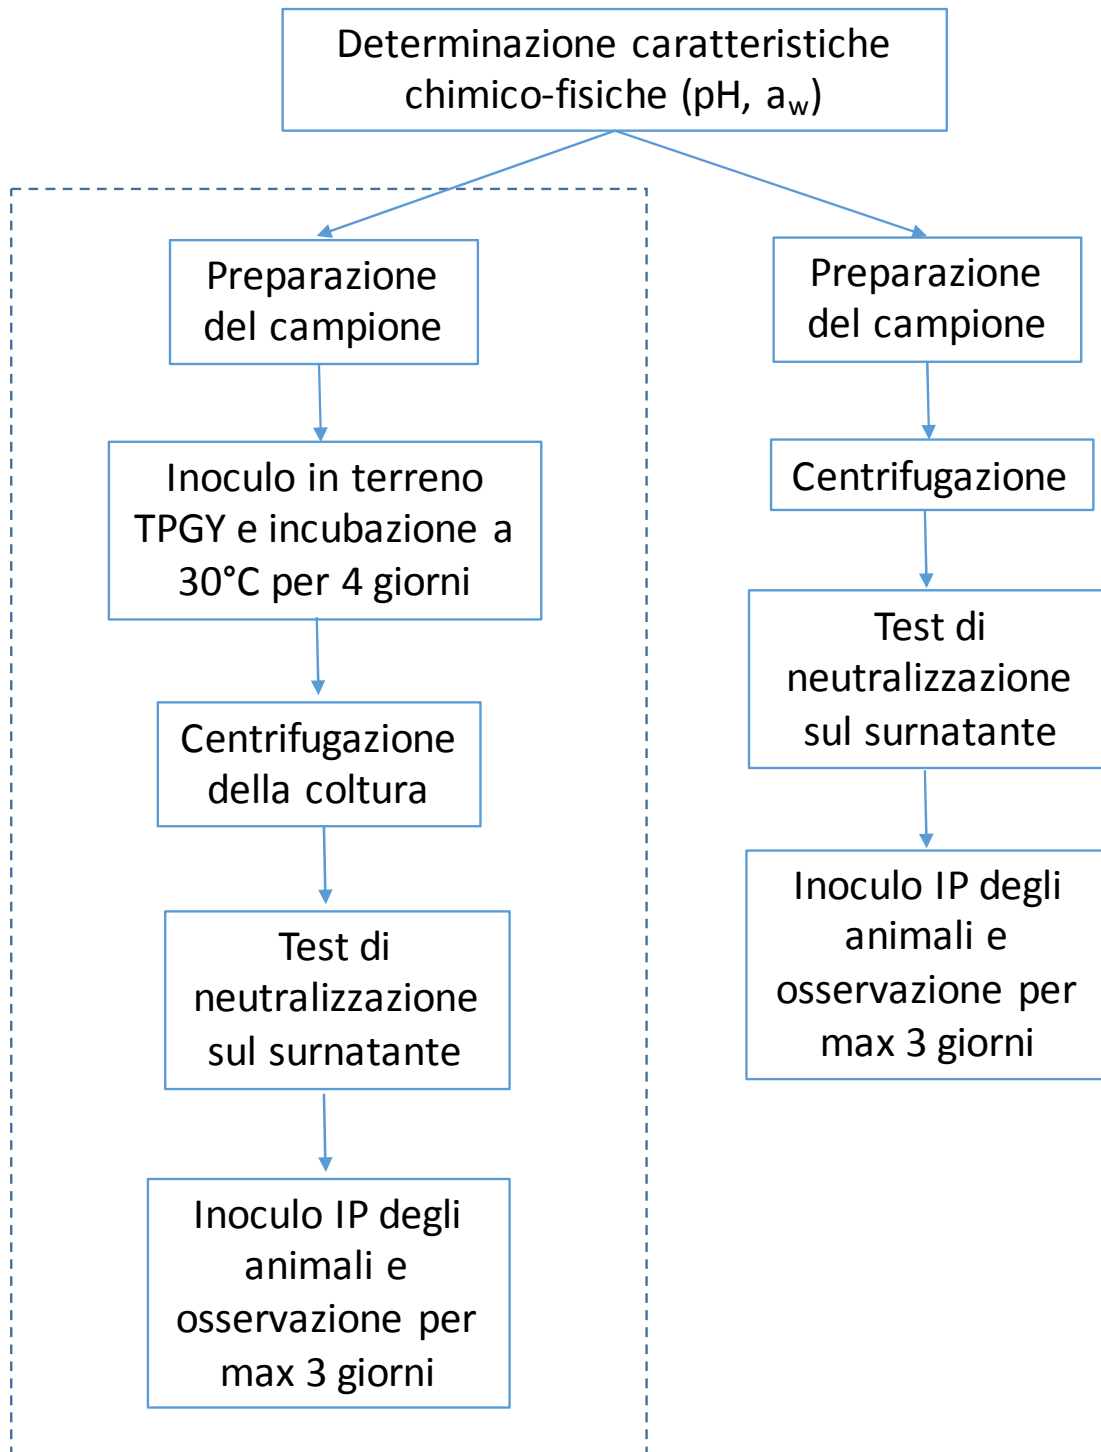 Determinazione caratteristiche
chimico-fisiche (pH, aw)
Preparazione
del campione
Inoculo in terreno
TPGY e incubazione a
30°C per 4 giorni
Centrifugazione
della coltura
Test di
neutralizzazione
sul surnatante
Inoculo IP degli
animali e
osservazione per
max 3 giorni
Preparazione
del campione
Centrifugazione
Test di
neutralizzazione
sul surnatante
Inoculo IP degli
animali e
osservazione per
max 3 giorni